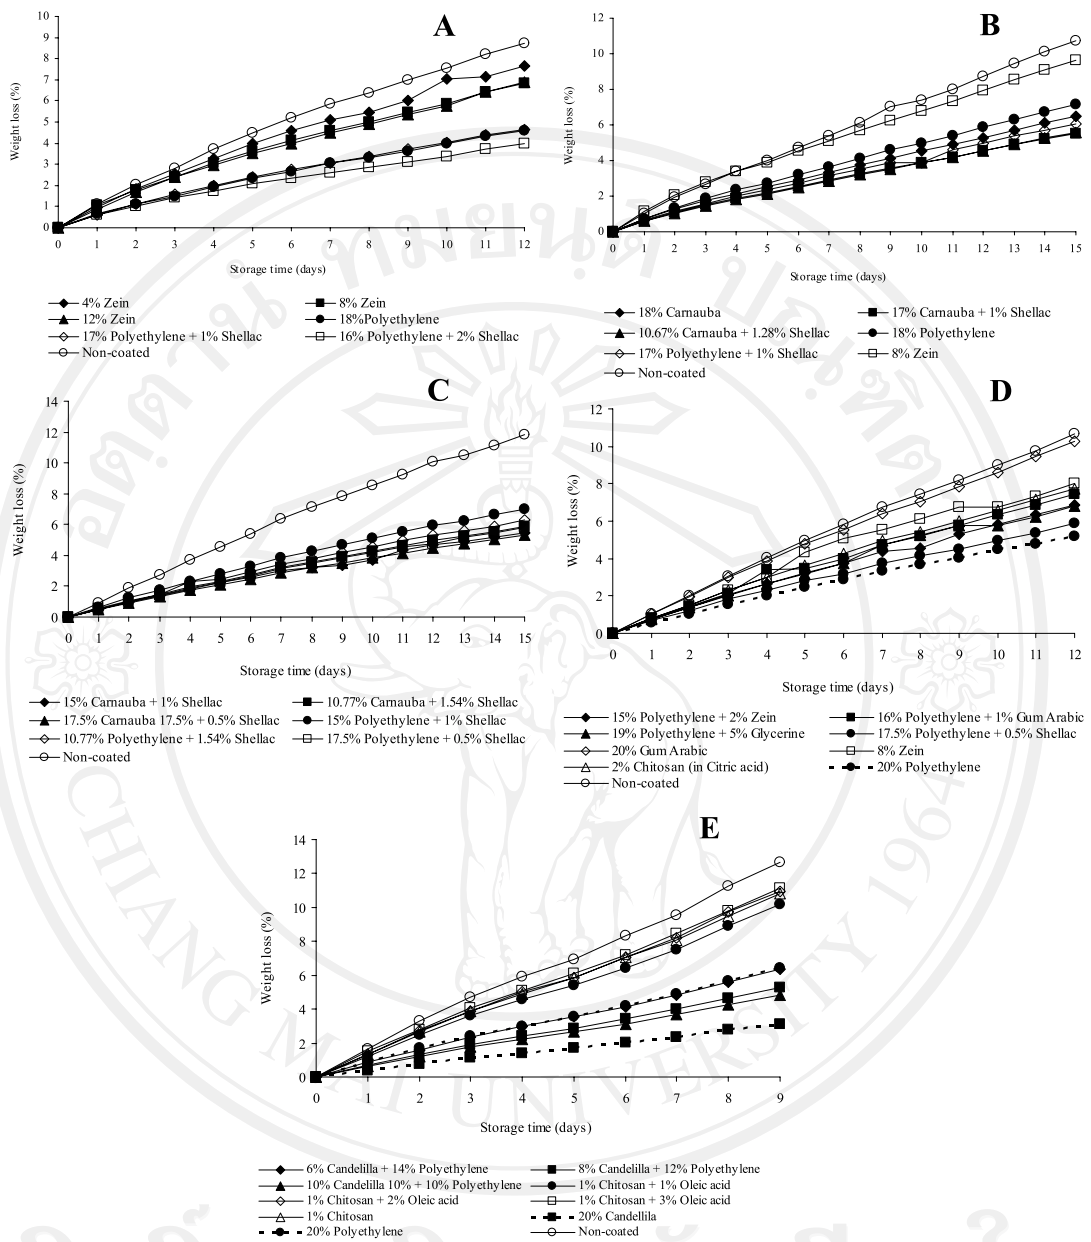 A
Weight loss (%)
10
9
8
7
6
5
4
3
2
1
0
0 1 2 3 4 5 6 7 8 9 10 11 12
Storage time (days)
4% Zein
8% Zein
12% Zein
18%Polyethylene
17% Polyethylene + 1% Shellac
16% Polyethylene + 2% Shellac
Non-coated
B
Weight loss (%)
12
10
8
6
4
2
0
0 1 2 3 4 5 6 7 8 9 10 11 12 13 14 15
Storage time (days)
18% Carnauba
17% Carnauba + 1% Shellac
10.67% Carnauba + 1.28% Shellac
18% Polyethylene
17% Polyethylene + 1% Shellac
8% Zein
Non-coated
C
Weight loss (%)
14
12
10
8
6
4
2
0
0 1 2 3 4 5 6 7 8 9 10 11 12 13 14 15
Storage time (days)
15% Carnauba + 1% Shellac
10.77% Carnauba + 1.54% Shellac
17.5% Carnauba 17.5% + 0.5% Shellac
15% Polyethylene + 1% Shellac
10.77% Polyethylene + 1.54% Shellac
17.5% Polyethylene + 0.5% Shellac
Non-coated
D
Weight loss (%)
12
10
8
6
4
2
0
0 1 2 3 4 5 6 7 8 9 10 11 12
Storage time (days)
15% Polyethylene + 2% Zein
16% Polyethylene + 1% Gum Arabic
19% Polyethylene + 5% Glycerine
17.5% Polyethylene + 0.5% Shellac
20% Gum Arabic
8% Zein
2% Chitosan (in Citric acid)
20% Polyethylene
Non-coated
E
Weight loss (%)
14
12
10
8
6
4
2
0
0 1 2 3 4 5 6 7 8 9
Storage time (days)
6% Candelilla + 14% Polyethylene
8% Candelilla + 12% Polyethylene
10% Candelilla 10% + 10% Polyethylene
1% Chitosan + 1% Oleic acid
1% Chitosan + 2% Oleic acid
1% Chitosan + 3% Oleic acid
1% Chitosan
20% Candellila
20% Polyethylene
Non-coated
CHIANG MAI UNIVERSITY 1964